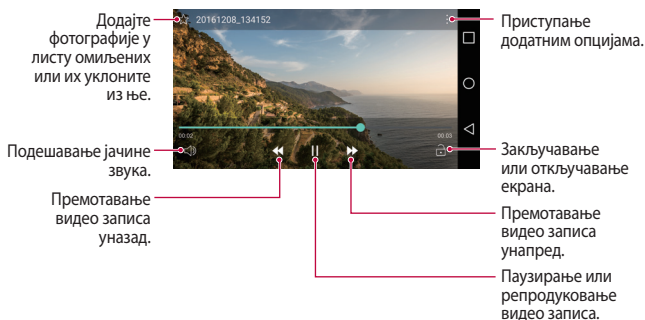 Додајте
фотографије у
листу омиљених
или их уклоните
из ње.
20161208_134152
Приступање
додатним опцијама.
00:02
00:03
Подешавање јачине
звука.
Закључавање
или откључавање
екрана.
Премотавање
видео записа
уназад.
Премотавање
видео записа
унапред.
Паузирање или
репродуковање
видео записа.